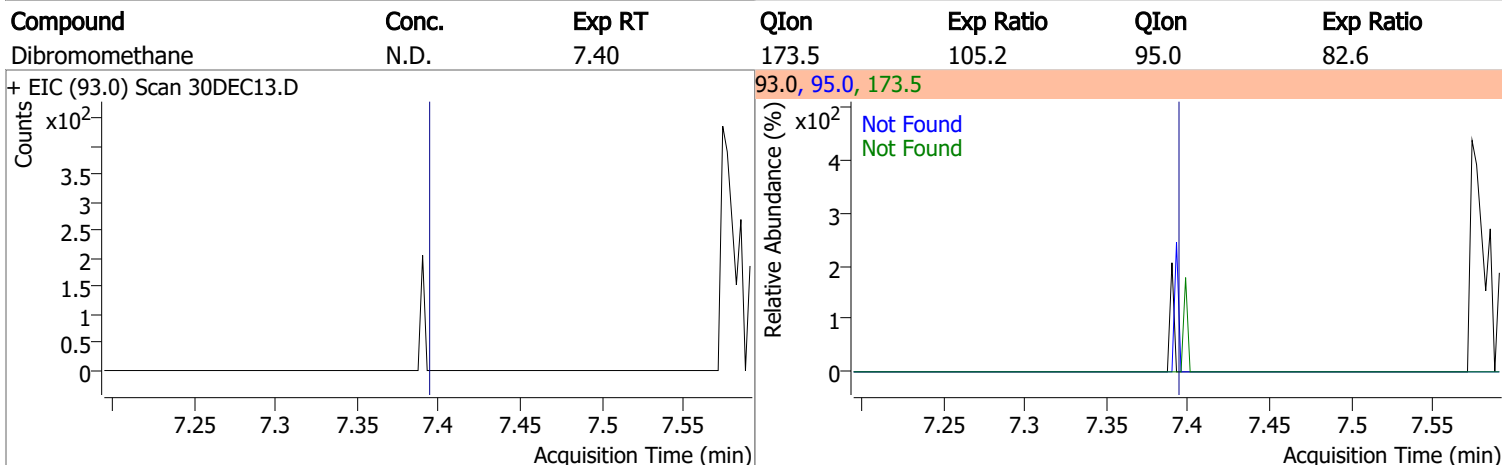 Compound Conc. Exp RT QIon Exp Ratio QIon Exp Ratio
Dibromomethane N.D. 7.40 173.5 105.2 95.0 82.6
+ EIC (93.0) Scan 30DEC13.D
Counts
x10²
3.5
3
2.5
2
1.5
1
0.5
0
7.25 7.3 7.35 7.4 7.45 7.5 7.55
Acquisition Time (min)
93.0, 95.0, 173.5
Relative Abundance (%)
x10²
Not Found
Not Found
4
3
2
1
0
7.25 7.3 7.35 7.4 7.45 7.5 7.55
Acquisition Time (min)